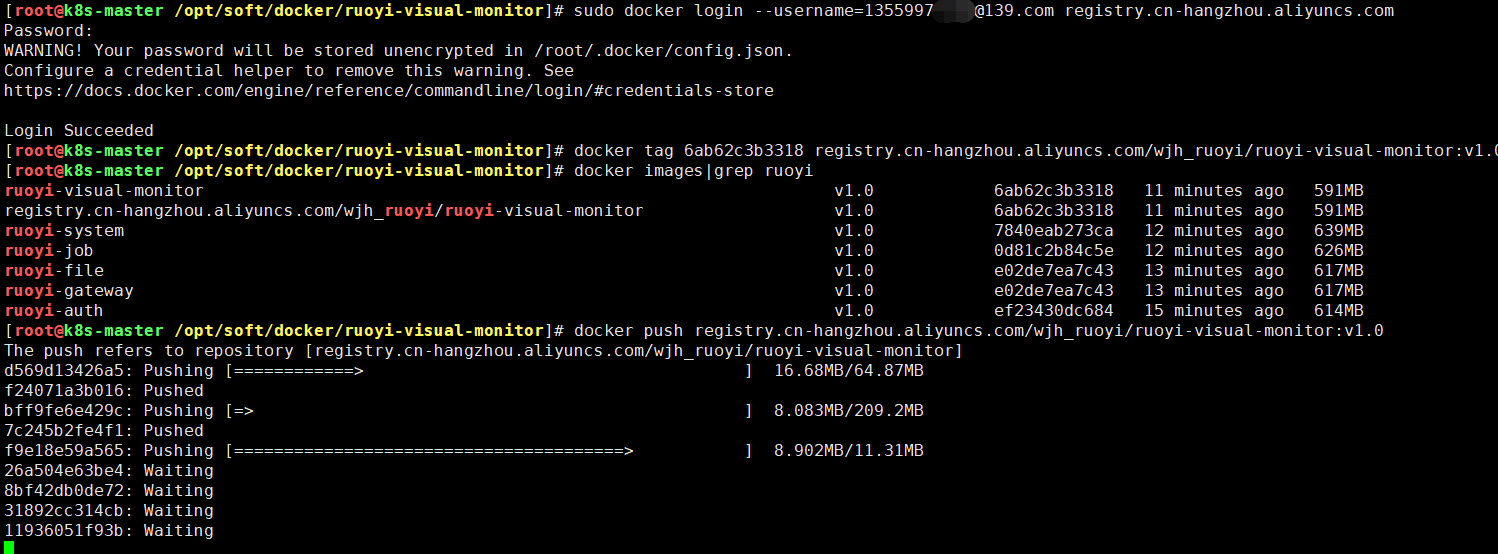 [root@k8s-master /opt/soft/docker/ruoyi-visual-monitor]# sudo docker login --username=1355997 @139.com registry.cn-hangzhou.aliyuncs.com
Password:
WARNING! Your password will be stored unencrypted in /root/.docker/config.json.
Configure a credential helper to remove this warning. See
https://docs.docker.com/engine/reference/commandline/login/#credentials-store
Login Succeeded
[root@k8s-master /opt/soft/docker/ruoyi-visual-monitor]# docker tag 6ab62c3b3318 registry.cn-hangzhou.aliyuncs.com/wjh_ruoyi/ruoyi-visual-monitor:v1.0
[root@k8s-master /opt/soft/docker/ruoyi-visual-monitor]# docker images|grep ruoyi
ruoyi-visual-monitor v1.0 6ab62c3b3318 11 minutes ago 591MB
registry.cn-hangzhou.aliyuncs.com/wjh_ruoyi/ruoyi-visual-monitor v1.0 6ab62c3b3318 11 minutes ago 591MB
ruoyi-system v1.0 7840eab273ca 12 minutes ago 639MB
ruoyi-job v1.0 0d81c2b84c5e 12 minutes ago 626MB
ruoyi-file v1.0 e02de7ea7c43 13 minutes ago 617MB
ruoyi-gateway v1.0 e02de7ea7c43 13 minutes ago 617MB
ruoyi-auth v1.0 ef23430dc684 15 minutes ago 614MB
[root@k8s-master /opt/soft/docker/ruoyi-visual-monitor]# docker push registry.cn-hangzhou.aliyuncs.com/wjh_ruoyi/ruoyi-visual-monitor:v1.0
The push refers to repository [registry.cn-hangzhou.aliyuncs.com/wjh_ruoyi/ruoyi-visual-monitor]
d569d13426a5: Pushing [============> ] 16.68MB/64.87MB
f24071a3b016: Pushed
bff9fe6e429c: Pushing [=> ] 8.083MB/209.2MB
7c245b2fe4f1: Pushed
f9e18e59a565: Pushing [=======================================> ] 8.902MB/11.31MB
26a504e63be4: Waiting
8bf42db0de72: Waiting
31892cc314cb: Waiting
11936051f93b: Waiting